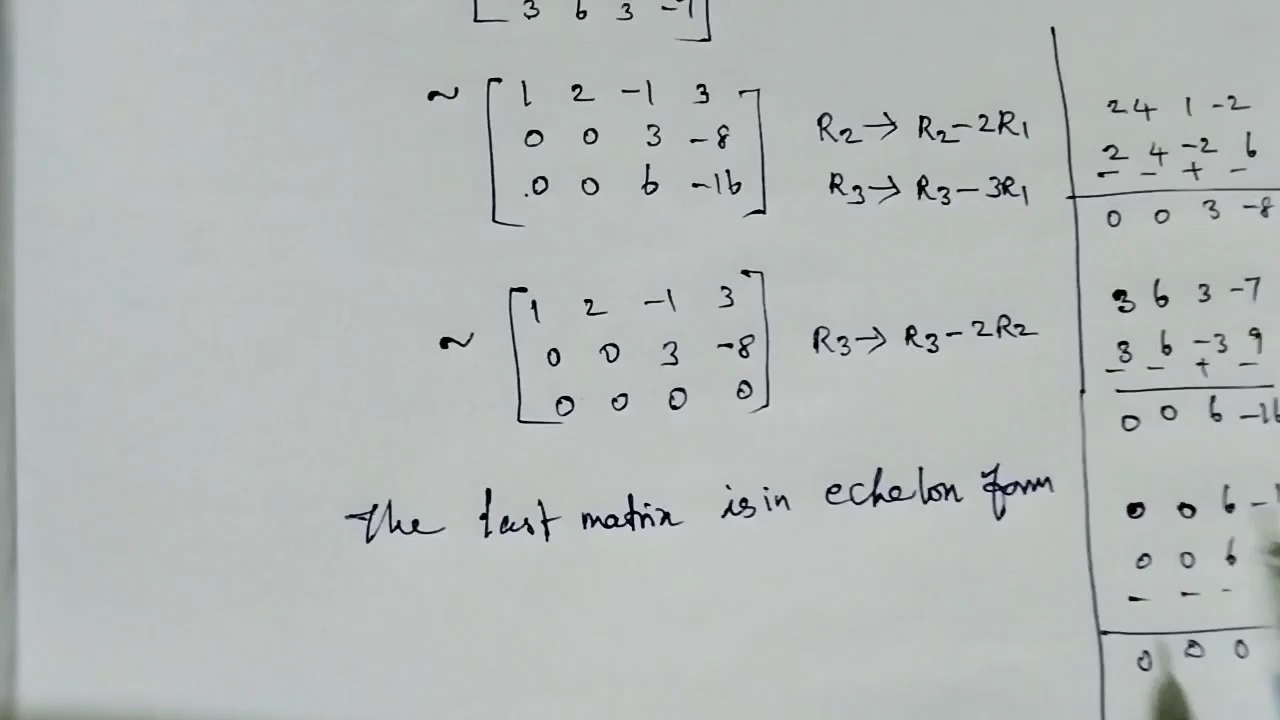 3 6 3 -7
~ 1 2 -1 3
0 0 3 -8
0 0 6 -16
R2 → R2-2R1
R3 → R3-3R1
~ 1 2 -1 3
0 0 3 -8
0 0 0 0
R3 → R3-2R2
The last matrix is in echelon form
2 4 1 -2
2 4 -2 6
- - + -
0 0 3 -8
3 6 3 -7
3 6 -3 9
- - + -
0 0 6 -16
0 0 6 -1
0 0 6
- - -
0 0 0